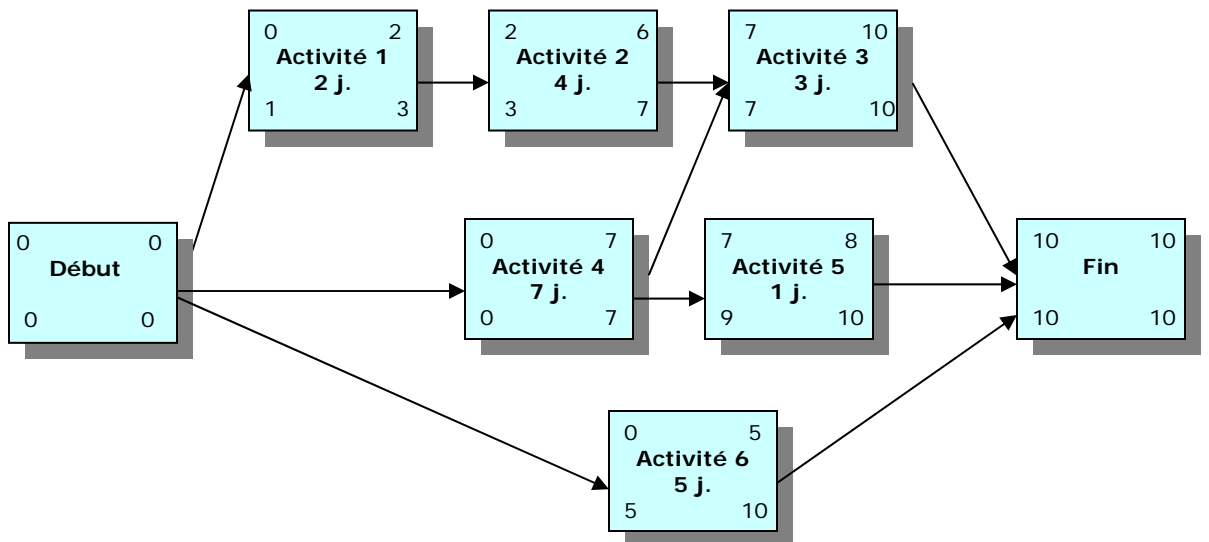 0 2
Activité 1
2 j.
1 3
2 6
Activité 2
4 j.
3 7
7 10
Activité 3
3 j.
7 10
0 0
Début
0 0
0 7
Activité 4
7 j.
0 7
7 8
Activité 5
1 j.
9 10
10 10
Fin
10 10
0 5
Activité 6
5 j.
5 10